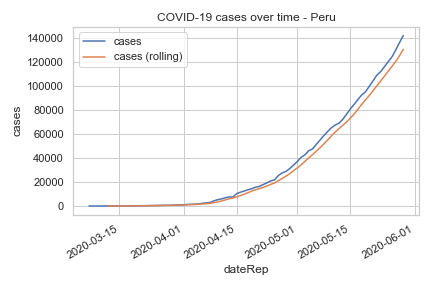 COVID-19 cases over time - Peru
cases
cases (rolling)
140000
120000
100000
80000
60000
40000
20000
0
cases
2020-03-15
2020-04-01
2020-04-15
2020-05-01
2020-05-15
2020-06-01
dateRep